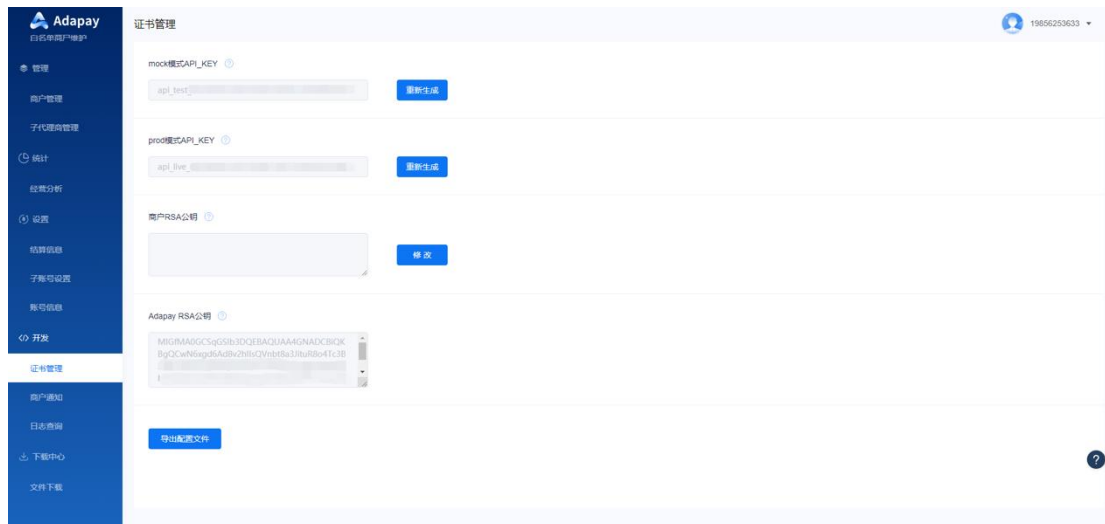 Adapay
白名单商户维护
管理
商户管理
子代理商管理
统计
经营分析
设置
结算信息
子账号设置
账号信息
</> 开发
证书管理
商户通知
日志查询
下载中心
文件下载
证书管理
19856253633
mock模式API_KEY ?
api_test_
重新生成
prod模式API_KEY ?
api_live_
重新生成
商户RSA公钥 ?
修 改
Adapay RSA公钥 ?
导出配置文件
?